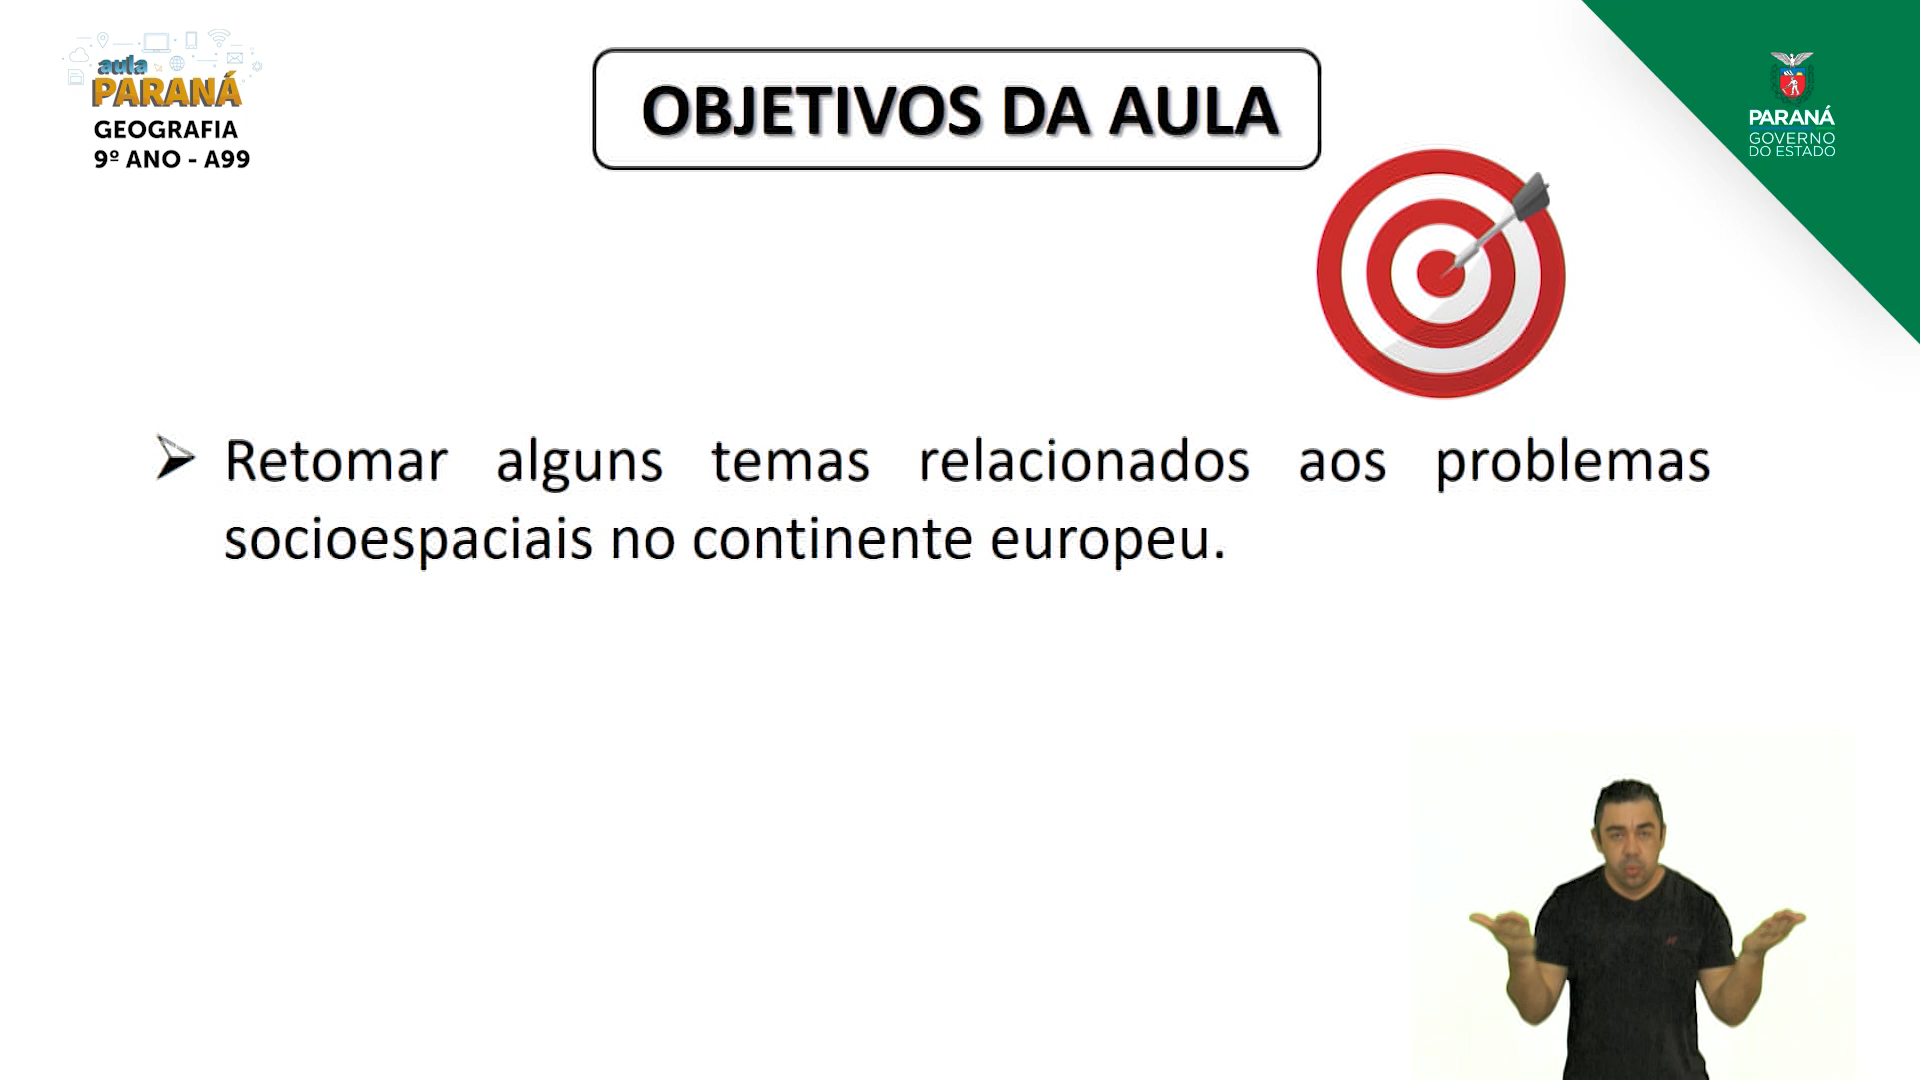 aula
PARANÁ
GEOGRAFIA
9º ANO - A99
OBJETIVOS DA AULA
PARANÁ
GOVERNO
DO ESTADO
Retomar alguns temas relacionados aos problemas
socioespaciais no continente europeu.